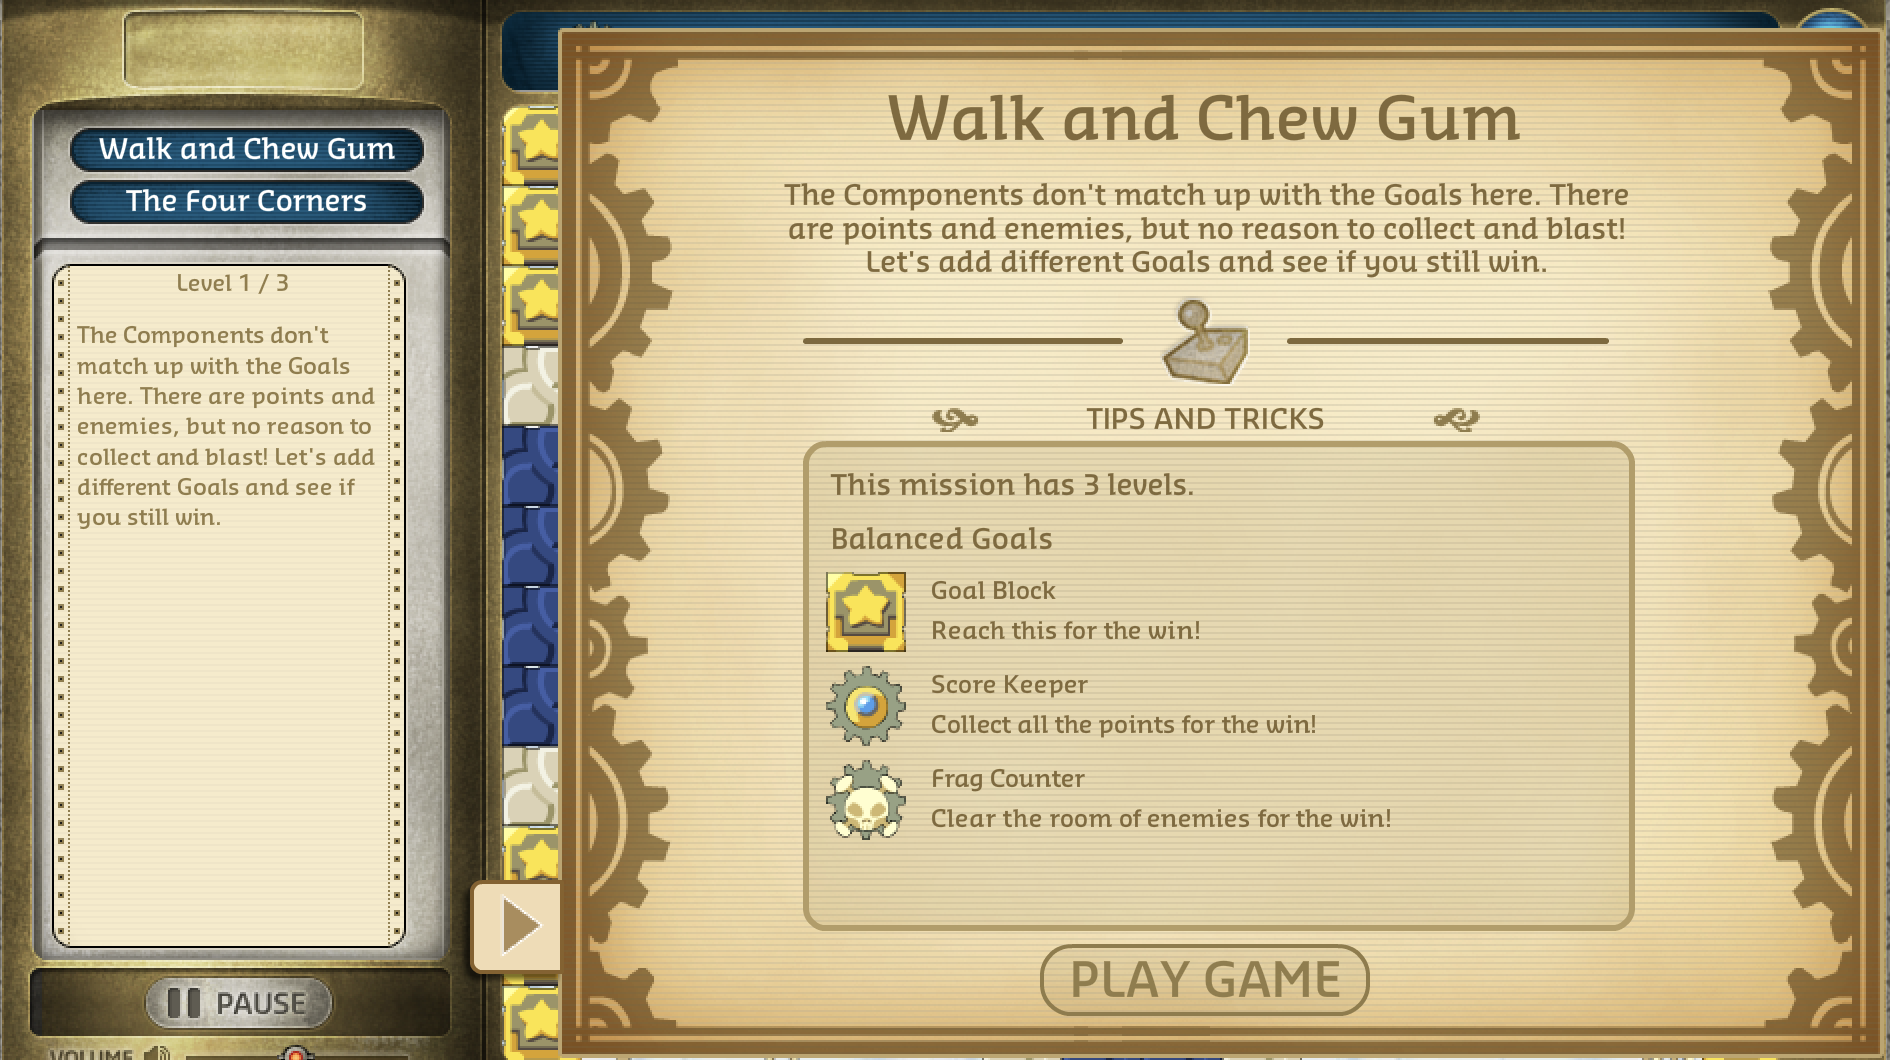 Walk and Chew Gum
The Four Corners
Level 1 / 3
The Components don't
match up with the Goals
here. There are points and
enemies, but no reason to
collect and blast! Let's add
different Goals and see if
you still win.
PAUSE
VOLUME
Walk and Chew Gum
The Components don't match up with the Goals here. There
are points and enemies, but no reason to collect and blast!
Let's add different Goals and see if you still win.
TIPS AND TRICKS
This mission has 3 levels.
Balanced Goals
Goal Block
Reach this for the win!
Score Keeper
Collect all the points for the win!
Frag Counter
Clear the room of enemies for the win!
PLAY GAME